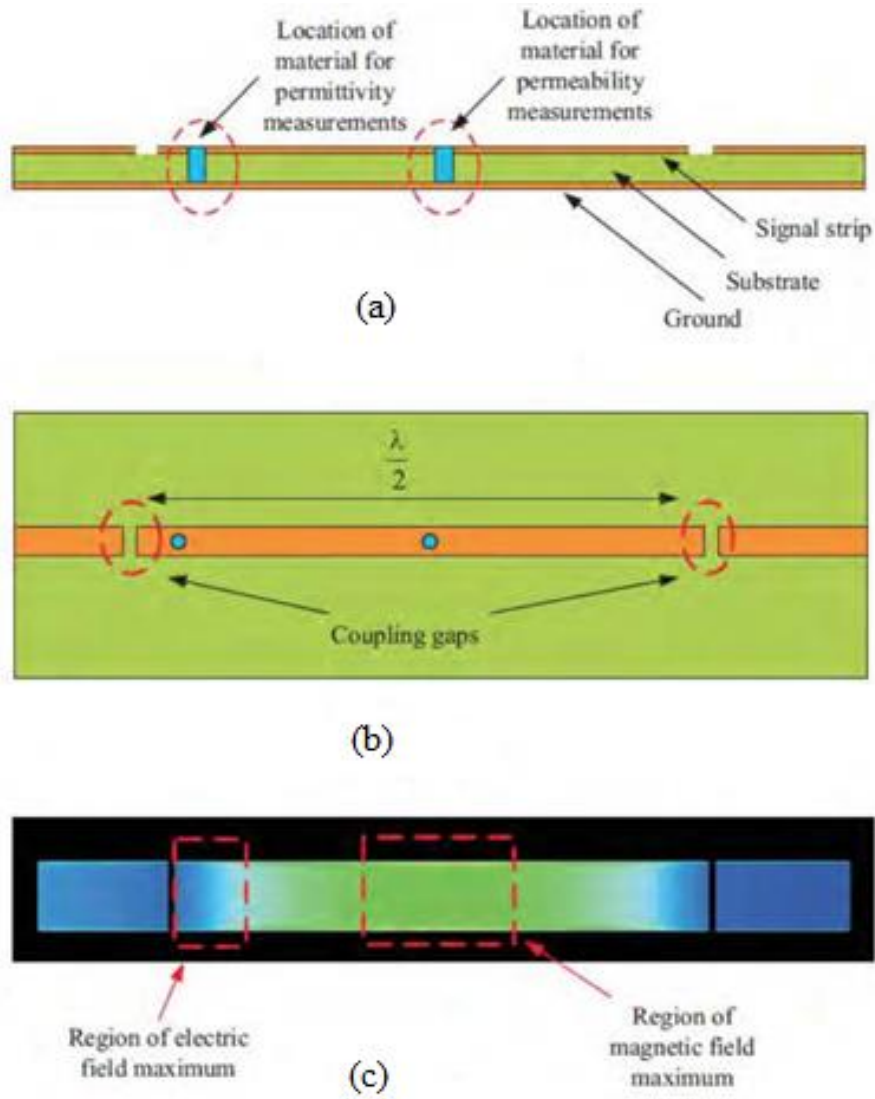 Location of
material for
permittivity
measurements
Location of
material for
permeability
measurements
Signal strip
Substrate
Ground
(a)
λ
2
Coupling gaps
(b)
Region of electric
field maximum
Region of
magnetic field
maximum
(c)